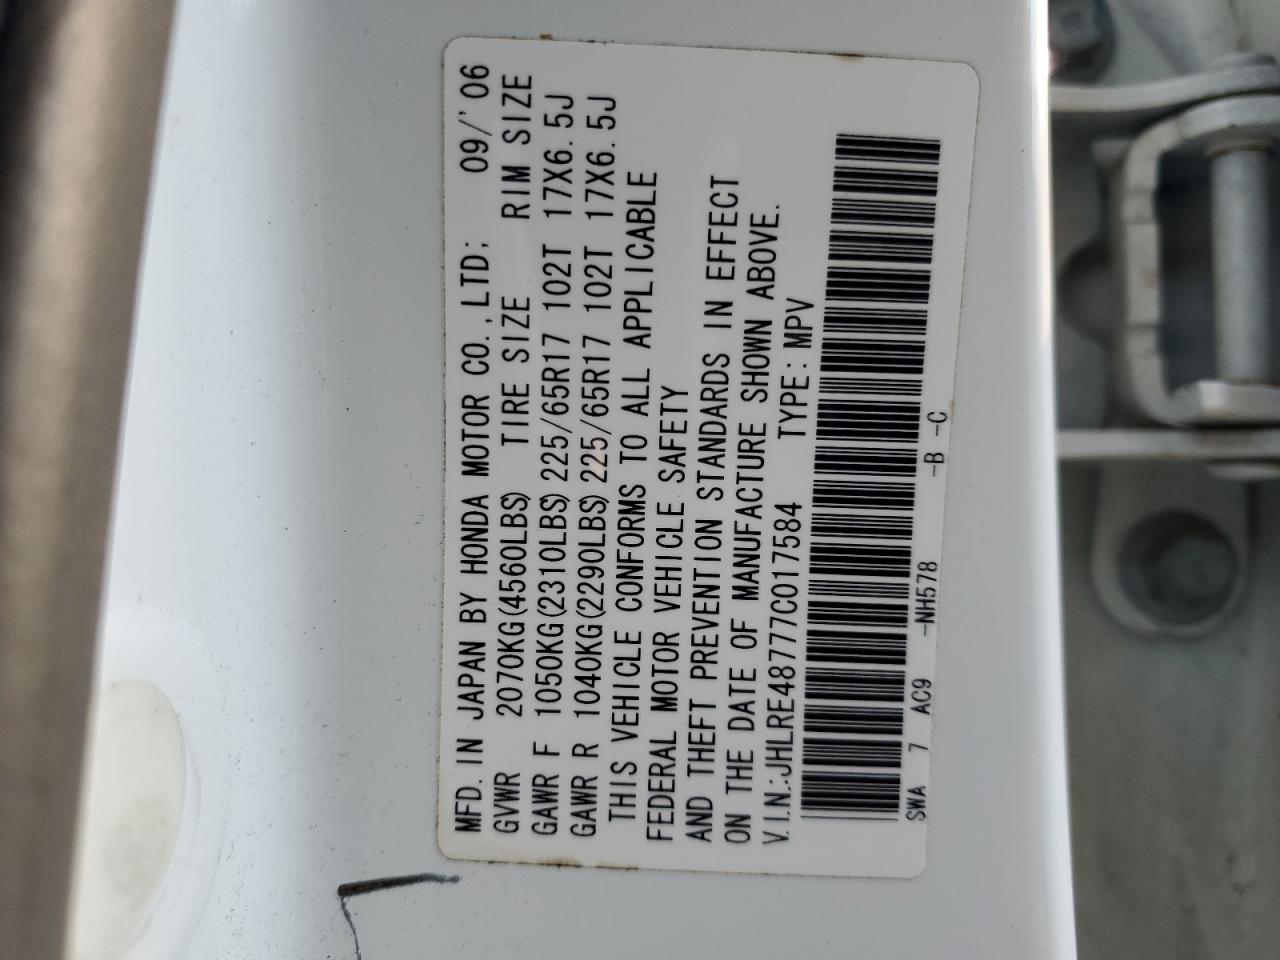 MFD. IN JAPAN BY HONDA MOTOR CO., LTD; 09/'06
GVWR 2070KG(4560LBS) TIRE SIZE RIM SIZE
GAWR F 1050KG(2310LBS) 225/65R17 102T 17X6.5J
GAWR R 1040KG(2290LBS) 225/65R17 102T 17X6.5J
THIS VEHICLE CONFORMS TO ALL APPLICABLE
FEDERAL MOTOR VEHICLE SAFETY
AND THEFT PREVENTION STANDARDS IN EFFECT
ON THE DATE OF MANUFACTURE SHOWN ABOVE.
V.I.N.:JHLRE48777C017584 TYPE: MPV
SWA 7 AC9 -NH578 -B -C